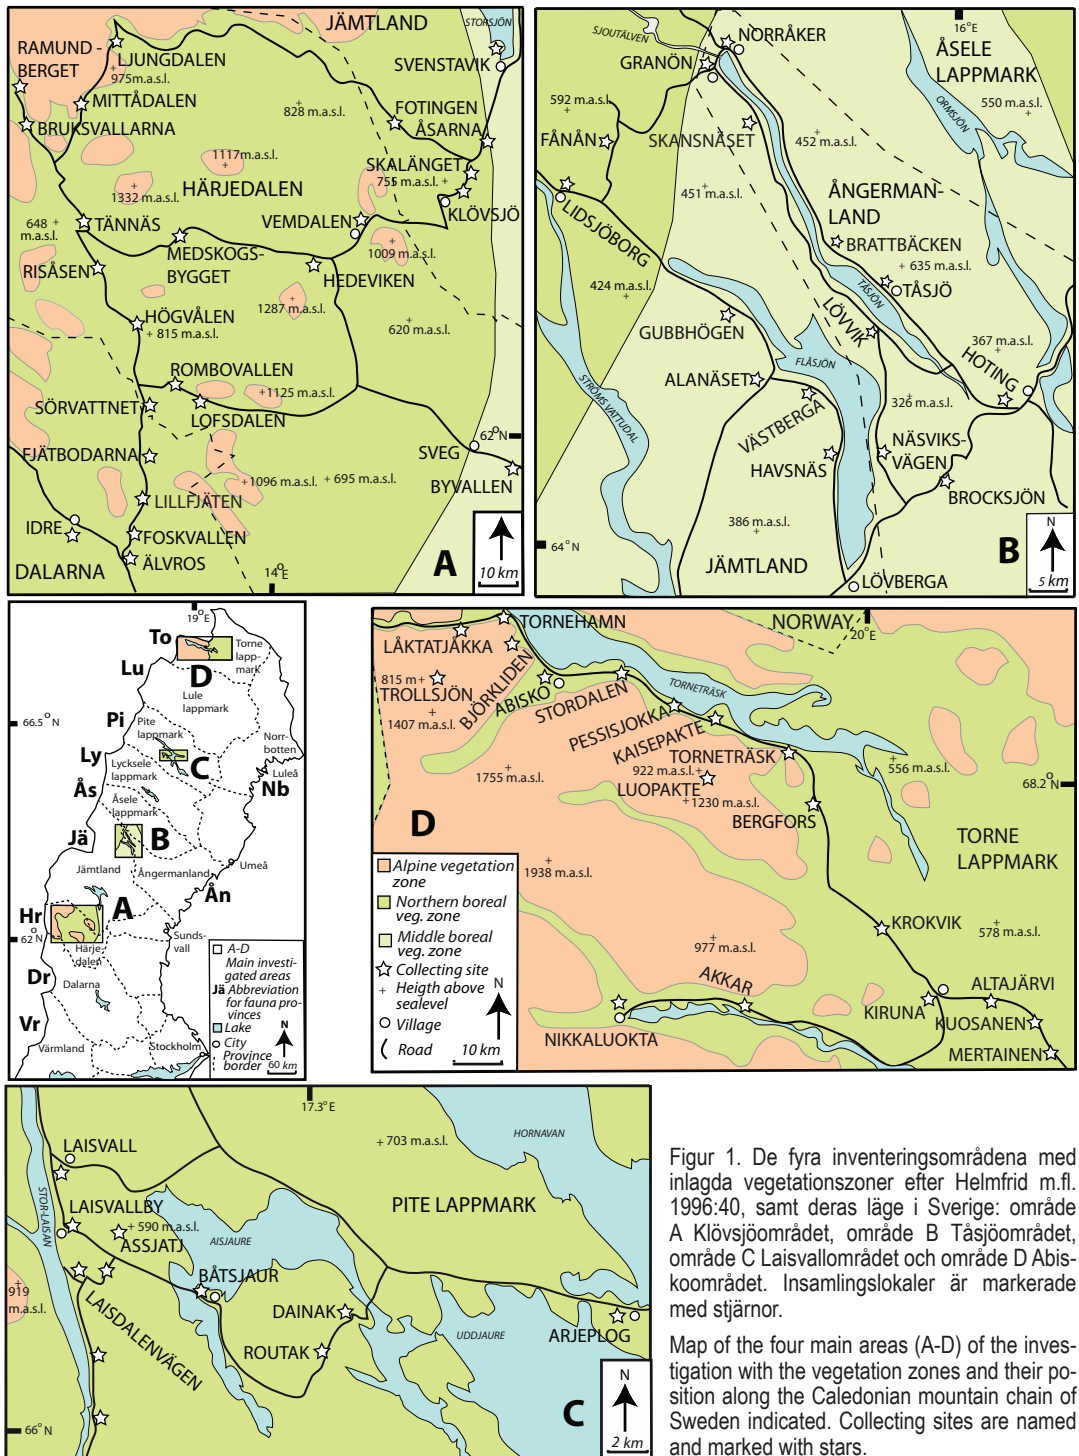 JÄMTLAND
STORSJÖN
RAMUND-
BERGET
LJUNGDALEN
+
975m.a.s.l.
SVENSTAVIK
MITTÅDALEN
828 m.a.s.l.
+
FOTINGEN
BRUKSVALLARNA
ÅSARNA
1117m.a.s.l.
+
SKALÄNGET
755 m.a.s.l. +
+
1332 m.a.s.l.
HÄRJEDALEN
648 +
m.a.s.l.
TÄNNÄS
VEMDALEN
KLÖVSJÖ
MEDSKOGS-
BYGGET
+
1009 m.a.s.l.
RISÅSEN
HEDEVIKEN
+
1287 m.a.s.l.
HÖGVÅLEN
+ 815 m.a.s.l.
+
620 m.a.s.l.
ROMBOVALLEN
+1125 m.a.s.l.
SÖRVATTNET
LOFSDALEN
62°N
FJÄTBODARNA
SVEG
+1096 m.a.s.l.
+ 695 m.a.s.l.
BYVALLEN
LILLFJÄTEN
IDRE
FOSKVALLEN
ÄLVROS
DALARNA
14°E
A
10 km
16°E
SJOUTÄLVEN
NORRÅKER
GRANÖN
ÅSELE
LAPPMARK
592 m.a.s.l.
+
ORMSJÖN
550 m.a.s.l.
+
FÅNÅN
SKANSNÄSET
+
452 m.a.s.l.
451 m.a.s.l.
+
ÅNGERMAN-
LAND
LIDSJÖBORG
BRATTBÄCKEN
+ 635 m.a.s.l.
424 m.a.s.l.
+
TÅSJÖN
TÅSJÖ
GUBBHÖGEN
LÖVVIK
367 m.a.s.l.
+
FLÅSJÖN
HOTING
ALANÄSET
STRÖMS VATTUDAL
326 m.a.s.l.
+
VÄSTBERGA
NÄSVIKS-
VÄGEN
HAVSNÄS
BROCKSJÖN
386 m.a.s.l.
+
64°N
JÄMTLAND
LÖVBERGA
B
N
5 km
19°E
To
Torne
lapp-
mark
D
Lu
Lule
lappmark
66.5°N
Pi
Pite
lappmark
Norr-
botten
Ly
Lycksele
lappmark
C
Luleå
Nb
Ås
Åsele
lappmark
Jä
B
Jämtland
Ångermanland
Umeå
Ån
A
Hr
62°N
Härje-
dalen
Sunds-
vall
Dr
Dalarna
Vr
Värmland
Stockholm
A-D
Main investi-
gated areas
Jä Abbreviation
for fauna pro-
vinces
Lake
City
Province
border
N
60 km
TORNEHAMN
NORWAY
20°E
LÅKTATJÅKKA
815 m+
TROLLSJÖN
BJÖRKLIDEN
ABISKO
STORDALEN
TORNETRÄSK
+
1407 m.a.s.l.
PESSISJOKKA
KAISEPAKTE
TORNETRÄSK
+
1755 m.a.s.l.
922 m.a.s.l.+
LUOPAKTE
+
556 m.a.s.l.
68.2°N
+1230 m.a.s.l.
BERGFORS
D
TORNE
LAPPMARK
Alpine vegetation
zone
Northern boreal
veg. zone
Middle boreal
veg. zone
Collecting site
+ Heigth above
sealevel
Village
Road
N
10 km
+
1938 m.a.s.l.
KROKVIK
+
578 m.a.s.l.
+
977 m.a.s.l.
AKKAR
ALTAJÄRVI
KIRUNA
KUOSANEN
NIKKALUOKTA
MERTAINEN
17.3°E
LAISVALL
+ 703 m.a.s.l.
HORNAVAN
STOR-LAISAN
LAISVALLBY
+ 590 m.a.s.l.
ASSJATJ
PITE LAPPMARK
AISJAURE
+
919
m.a.s.l.
BÅTSJAUR
LAISDALENVÄGEN
DAINAK
UDDJAURE
ARJEPLOG
ROUTAK
66°N
C
N
2 km
Figur 1. De fyra inventeringsområdena med
inlagda vegetationszoner efter Helmfrid m.fl.
1996:40, samt deras läge i Sverige: område
A Klövsjöområdet, område B Tåsjöområdet,
område C Laisvallområdet och område D Abis-
koområdet. Insamlingslokaler är markerade
med stjärnor.
Map of the four main areas (A-D) of the inves-
tigation with the vegetation zones and their po-
sition along the Caledonian mountain chain of
Sweden indicated. Collecting sites are named
and marked with stars.